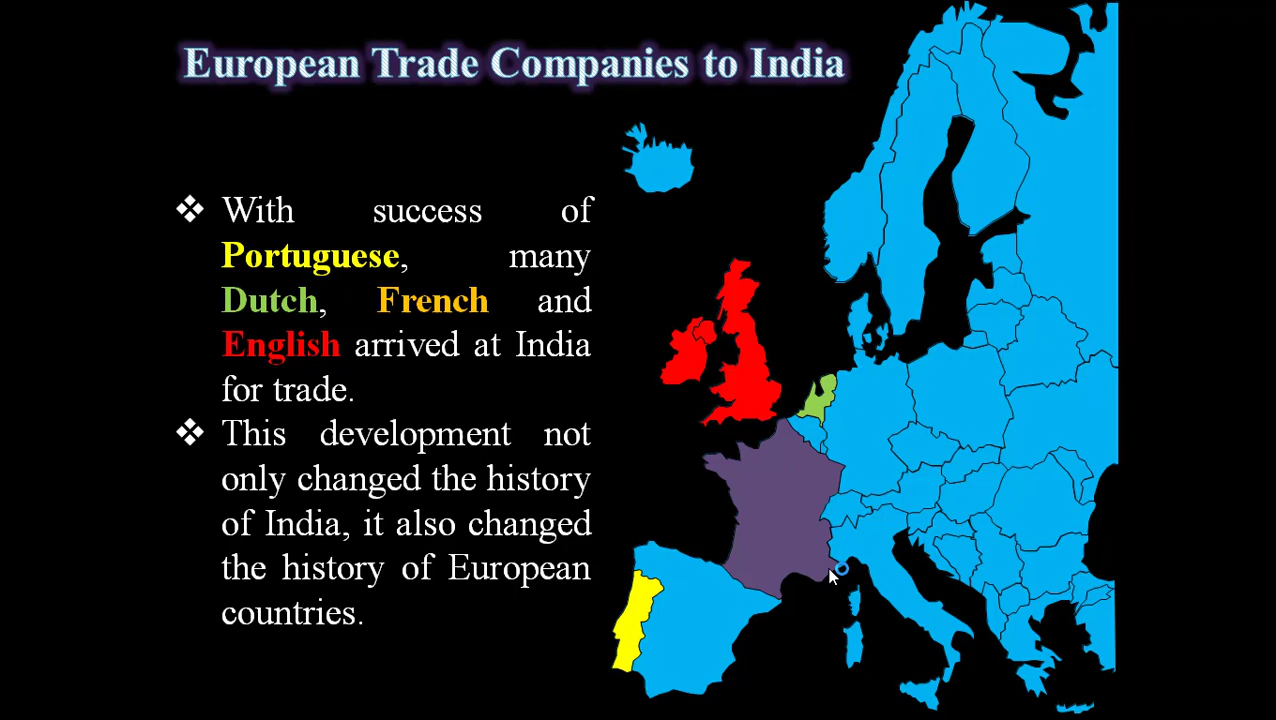 European Trade Companies to India
❖ With success of
Portuguese, many
Dutch, French and
English arrived at India
for trade.
❖ This development not
only changed the history
of India, it also changed
the history of European
countries.